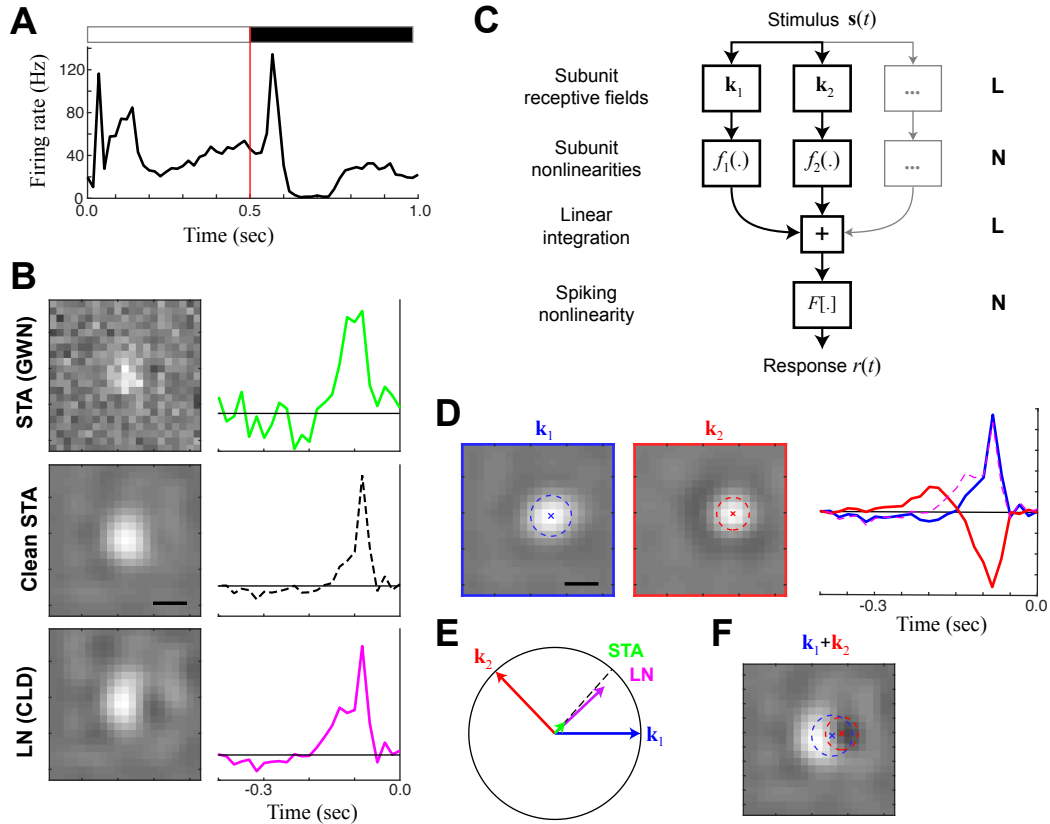 A
Firing rate (Hz)
120
80
40
0
0.0
0.5
1.0
Time (sec)
B
STA (GWN)
Clean STA
LN (CLD)
-0.3
0.0
Time (sec)
C
Stimulus s(t)
Subunit
receptive fields
k1
k2
...
L
Subunit
nonlinearities
f1(.)
f2(.)
...
N
Linear
integration
+
L
Spiking
nonlinearity
F[.]
N
Response r(t)
D
k1
k2
-0.3
0.0
Time (sec)
E
k2
STA
LN
k1
F
k1+k2